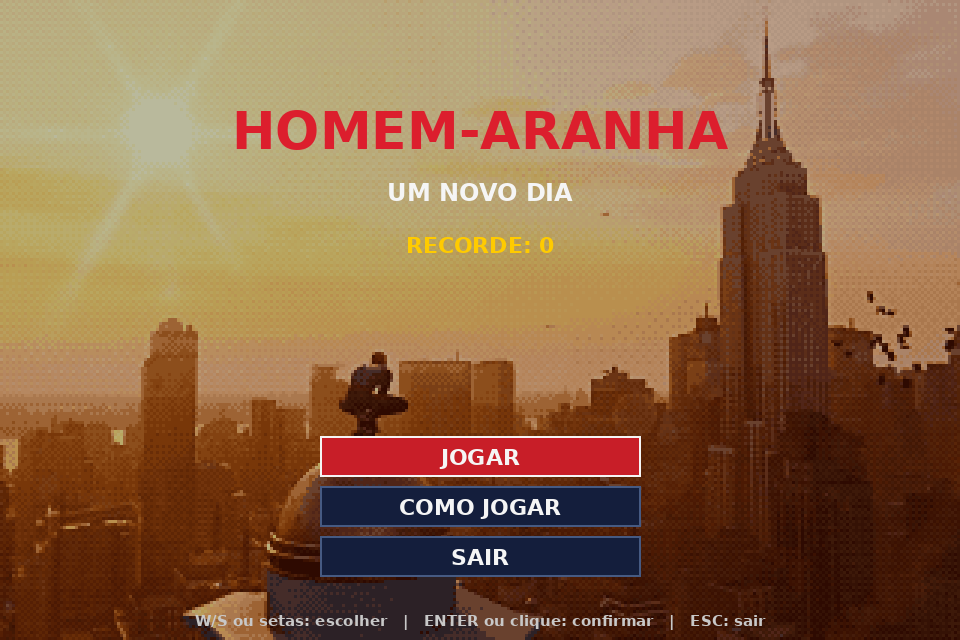 HOMEM-ARANHA
UM NOVO DIA
RECORDE: 0
JOGAR
COMO JOGAR
SAIR
W/S ou setas: escolher | ENTER ou clique: confirmar | ESC: sair